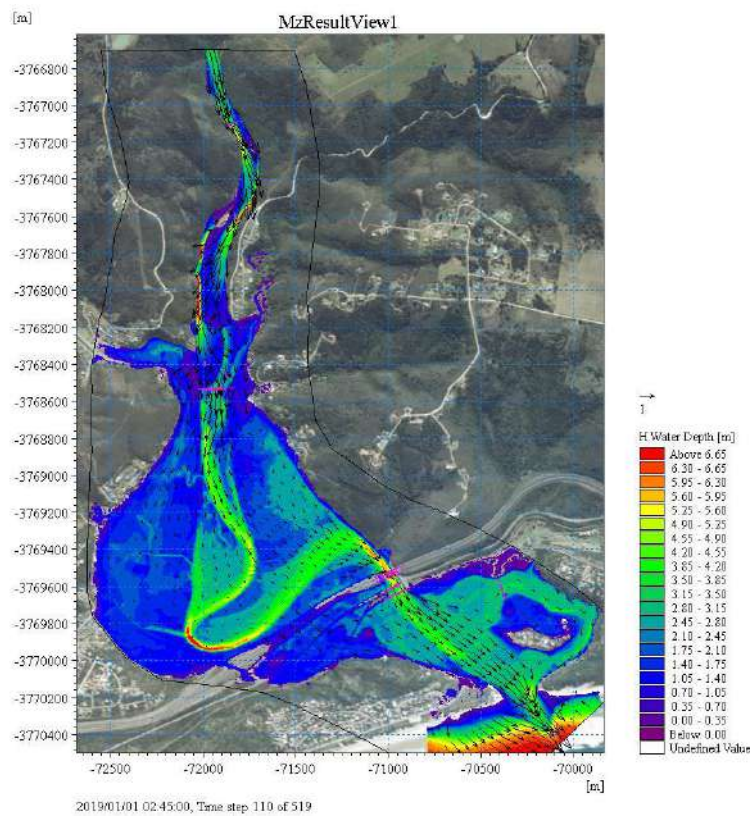 [m]
MzResultView1
-3766800
-3767000
-3767200
-3767400
-3767600
-3767800
-3768000
-3768200
-3768400
-3768600
-3768800
-3769000
-3769200
-3769400
-3769600
-3769800
-3770000
-3770200
-3770400
-72500
-72000
-71500
-71000
-70500
-70000
[m]
1
H Water Depth [m]
Above 6.65
6.30 - 6.65
5.95 - 6.30
5.60 - 5.95
5.25 - 5.60
4.90 - 5.25
4.55 - 4.90
4.20 - 4.55
3.85 - 4.20
3.50 - 3.85
3.15 - 3.50
2.80 - 3.15
2.45 - 2.80
2.10 - 2.45
1.75 - 2.10
1.40 - 1.75
1.05 - 1.40
0.70 - 1.05
0.35 - 0.70
0.00 - 0.35
Below 0.00
Undefined Value
2019/01/01 02:45:00, Time step 110 of 519